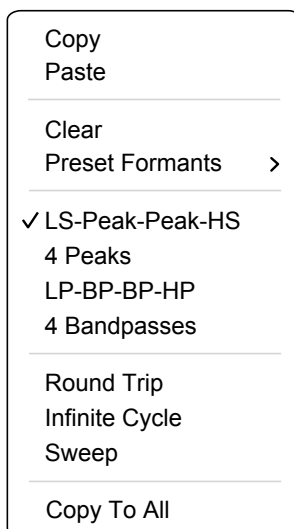 Copy
Paste
Clear
Preset Formants
LS-Peak-Peak-HS
4 Peaks
LP-BP-BP-HP
4 Bandpasses
Round Trip
Infinite Cycle
Sweep
Copy To All